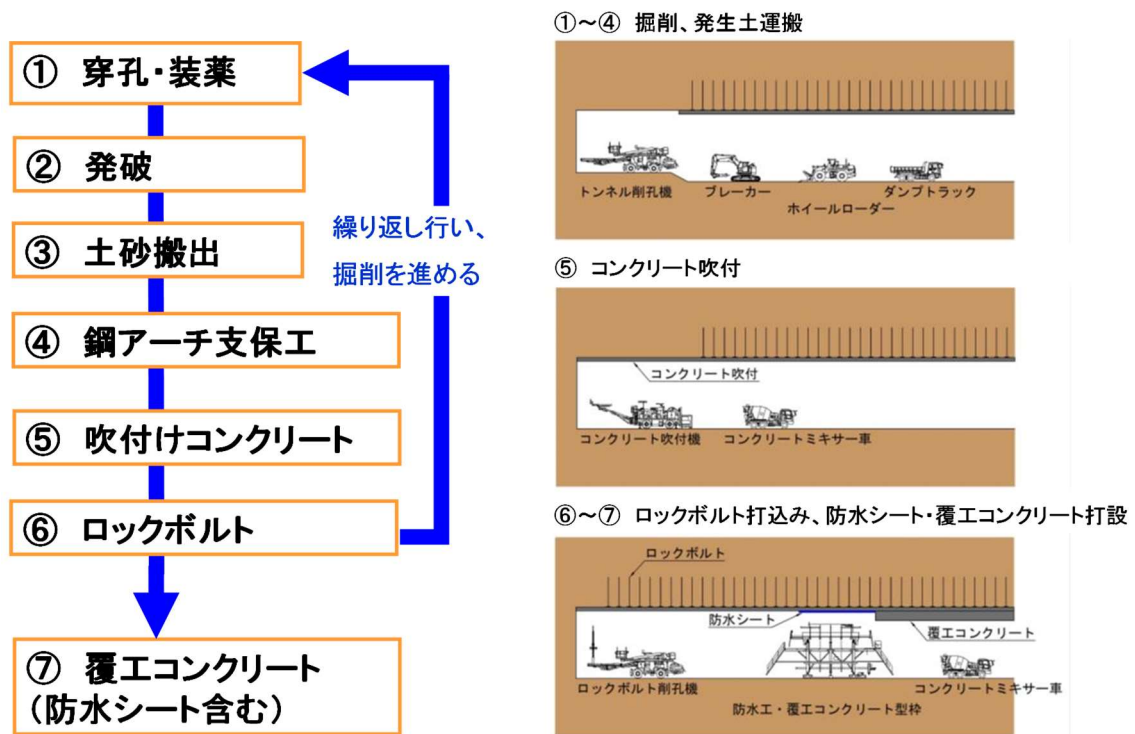 ① 穿孔・装薬
② 発破
③ 土砂搬出
④ 鋼アーチ支保工
⑤ 吹付けコンクリート
⑥ ロックボルト
⑦ 覆工コンクリート
（防水シート含む）
繰り返し行い、
掘削を進める
①～④ 掘削、発生土運搬
トンネル削孔機
ブレーカー
ホイールローダー
ダンプトラック
⑤ コンクリート吹付
コンクリート吹付
コンクリート吹付機
コンクリートミキサー車
⑥～⑦ ロックボルト打込み、防水シート・覆工コンクリート打設
ロックボルト
防水シート
覆工コンクリート
ロックボルト削孔機
コンクリートミキサー車
防水工・覆工コンクリート型枠